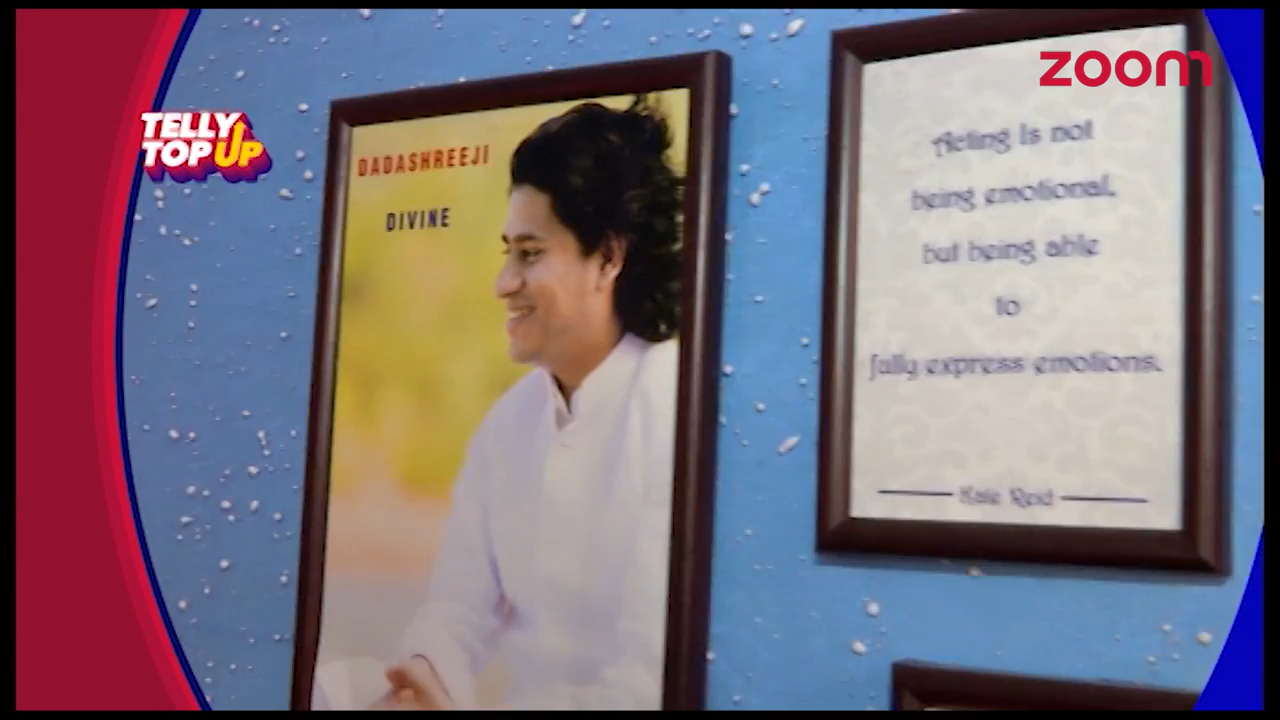 zoom
TELLY
TOP UP
DADASHREEJI
DIVINE
Acting is not
being emotional,
but being able
to
fully express emotions.
Kate Reid